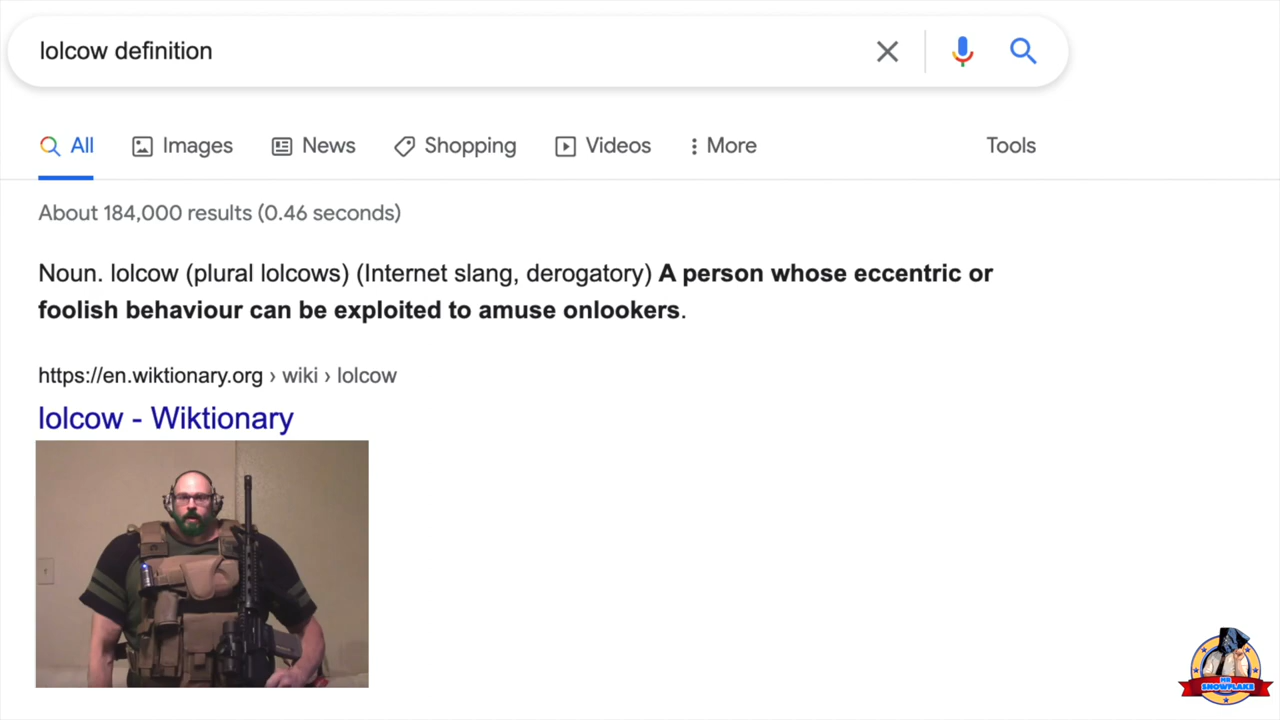 lolcow definition
All Images News Shopping Videos More Tools
About 184,000 results (0.46 seconds)
Noun. lolcow (plural lolcows) (Internet slang, derogatory) A person whose eccentric or
foolish behaviour can be exploited to amuse onlookers.
https://en.wiktionary.org › wiki › lolcow
lolcow - Wiktionary
MR
SNOWFLAKE